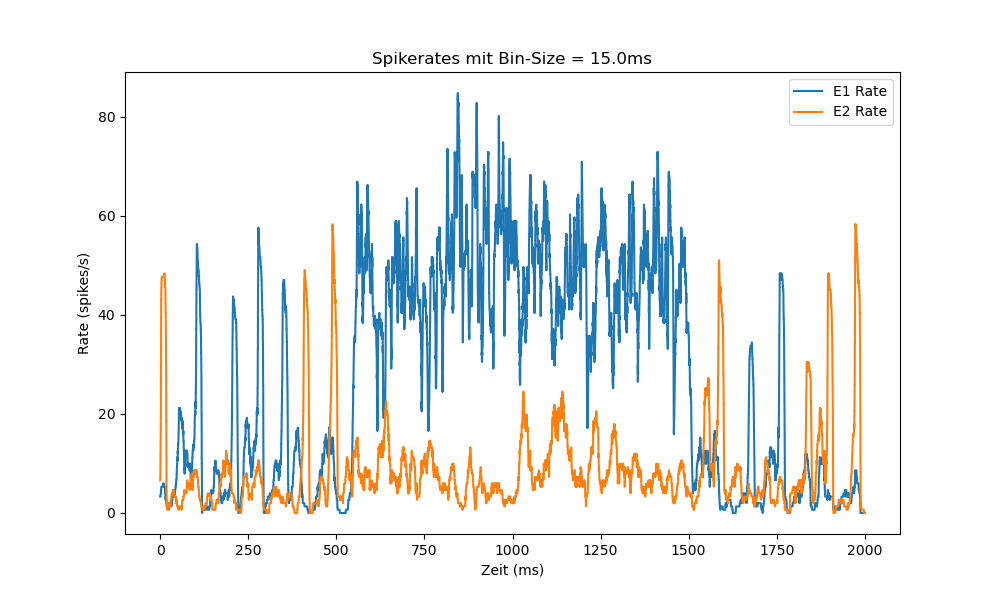 Spikerates mit Bin-Size = 15.0ms
E1 Rate
E2 Rate
80
60
40
20
0
Rate (spikes/s)
0 250 500 750 1000 1250 1500 1750 2000
Zeit (ms)